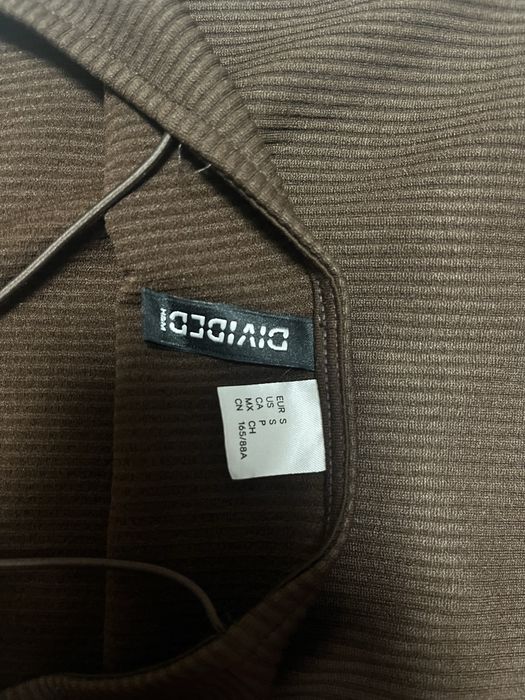 DIVIDED
H&M
EUR S
US S
CA P
MX CH
CN 165/88A